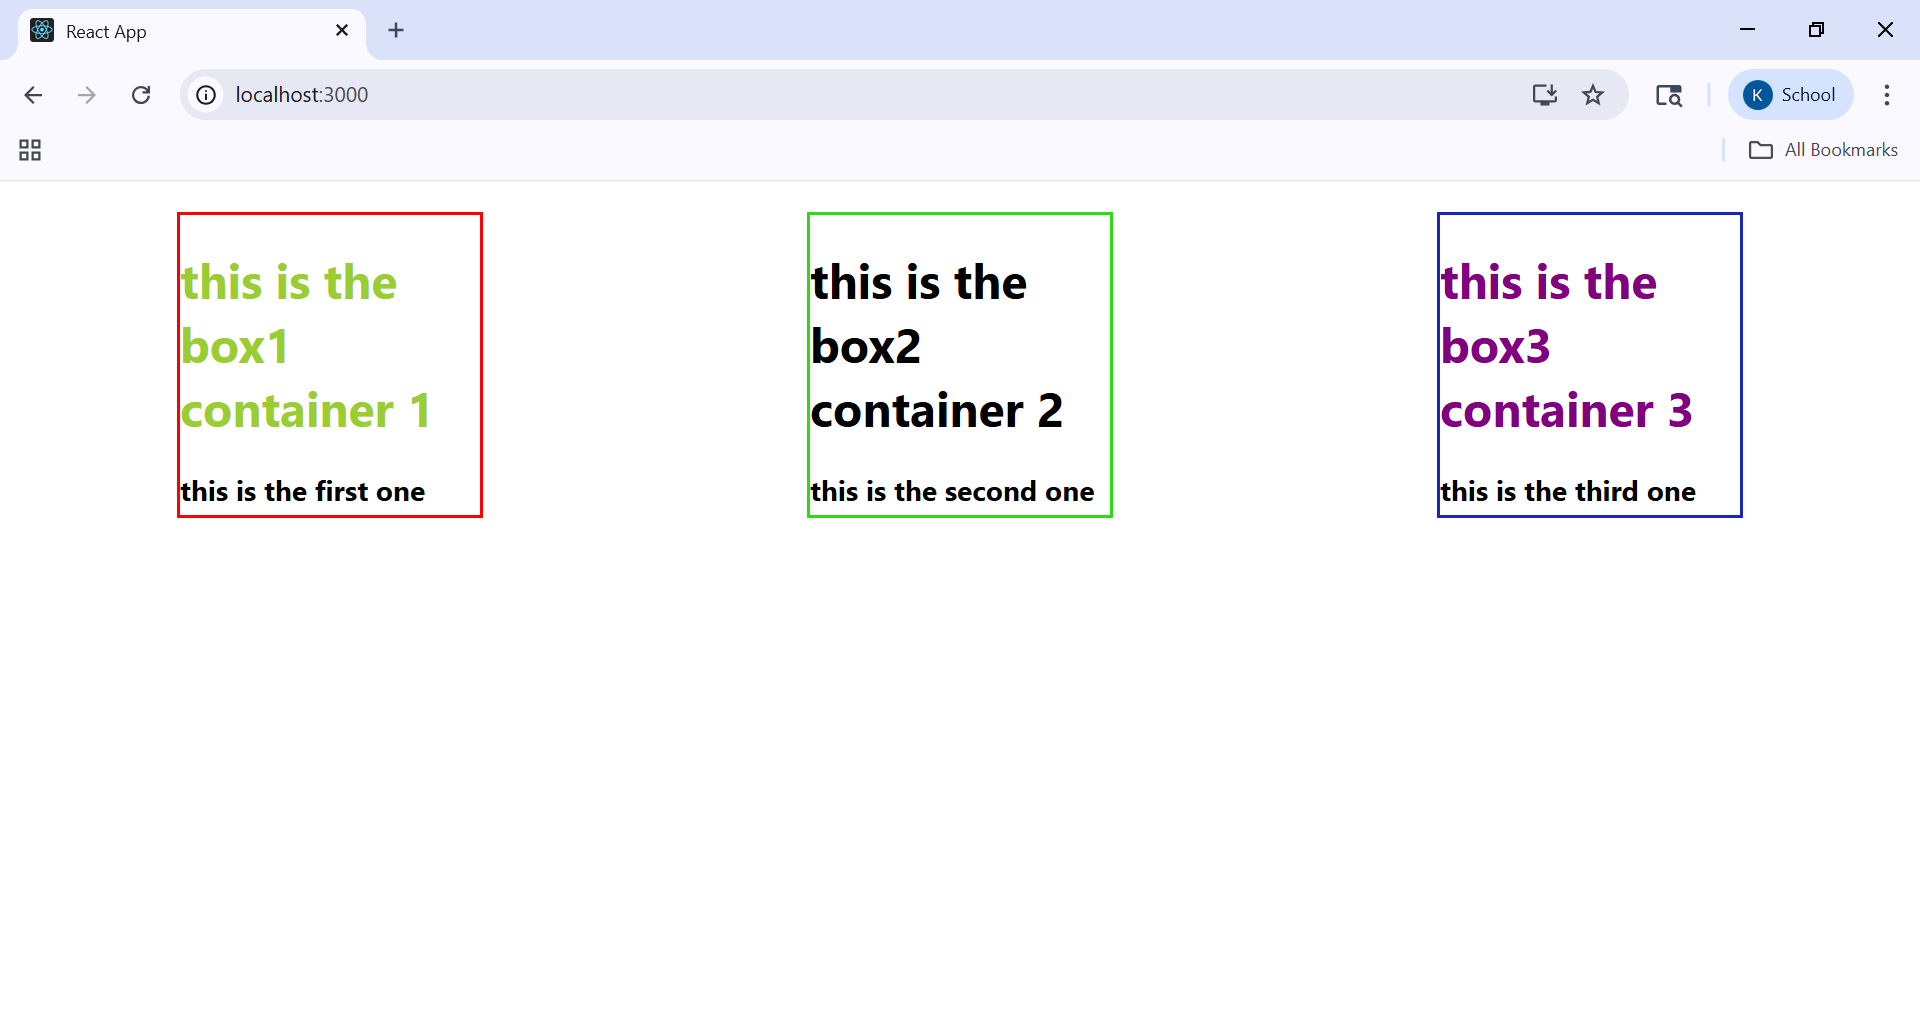 React App
localhost:3000
K School
All Bookmarks
this is the
box1
container 1
this is the first one
this is the
box2
container 2
this is the second one
this is the
box3
container 3
this is the third one